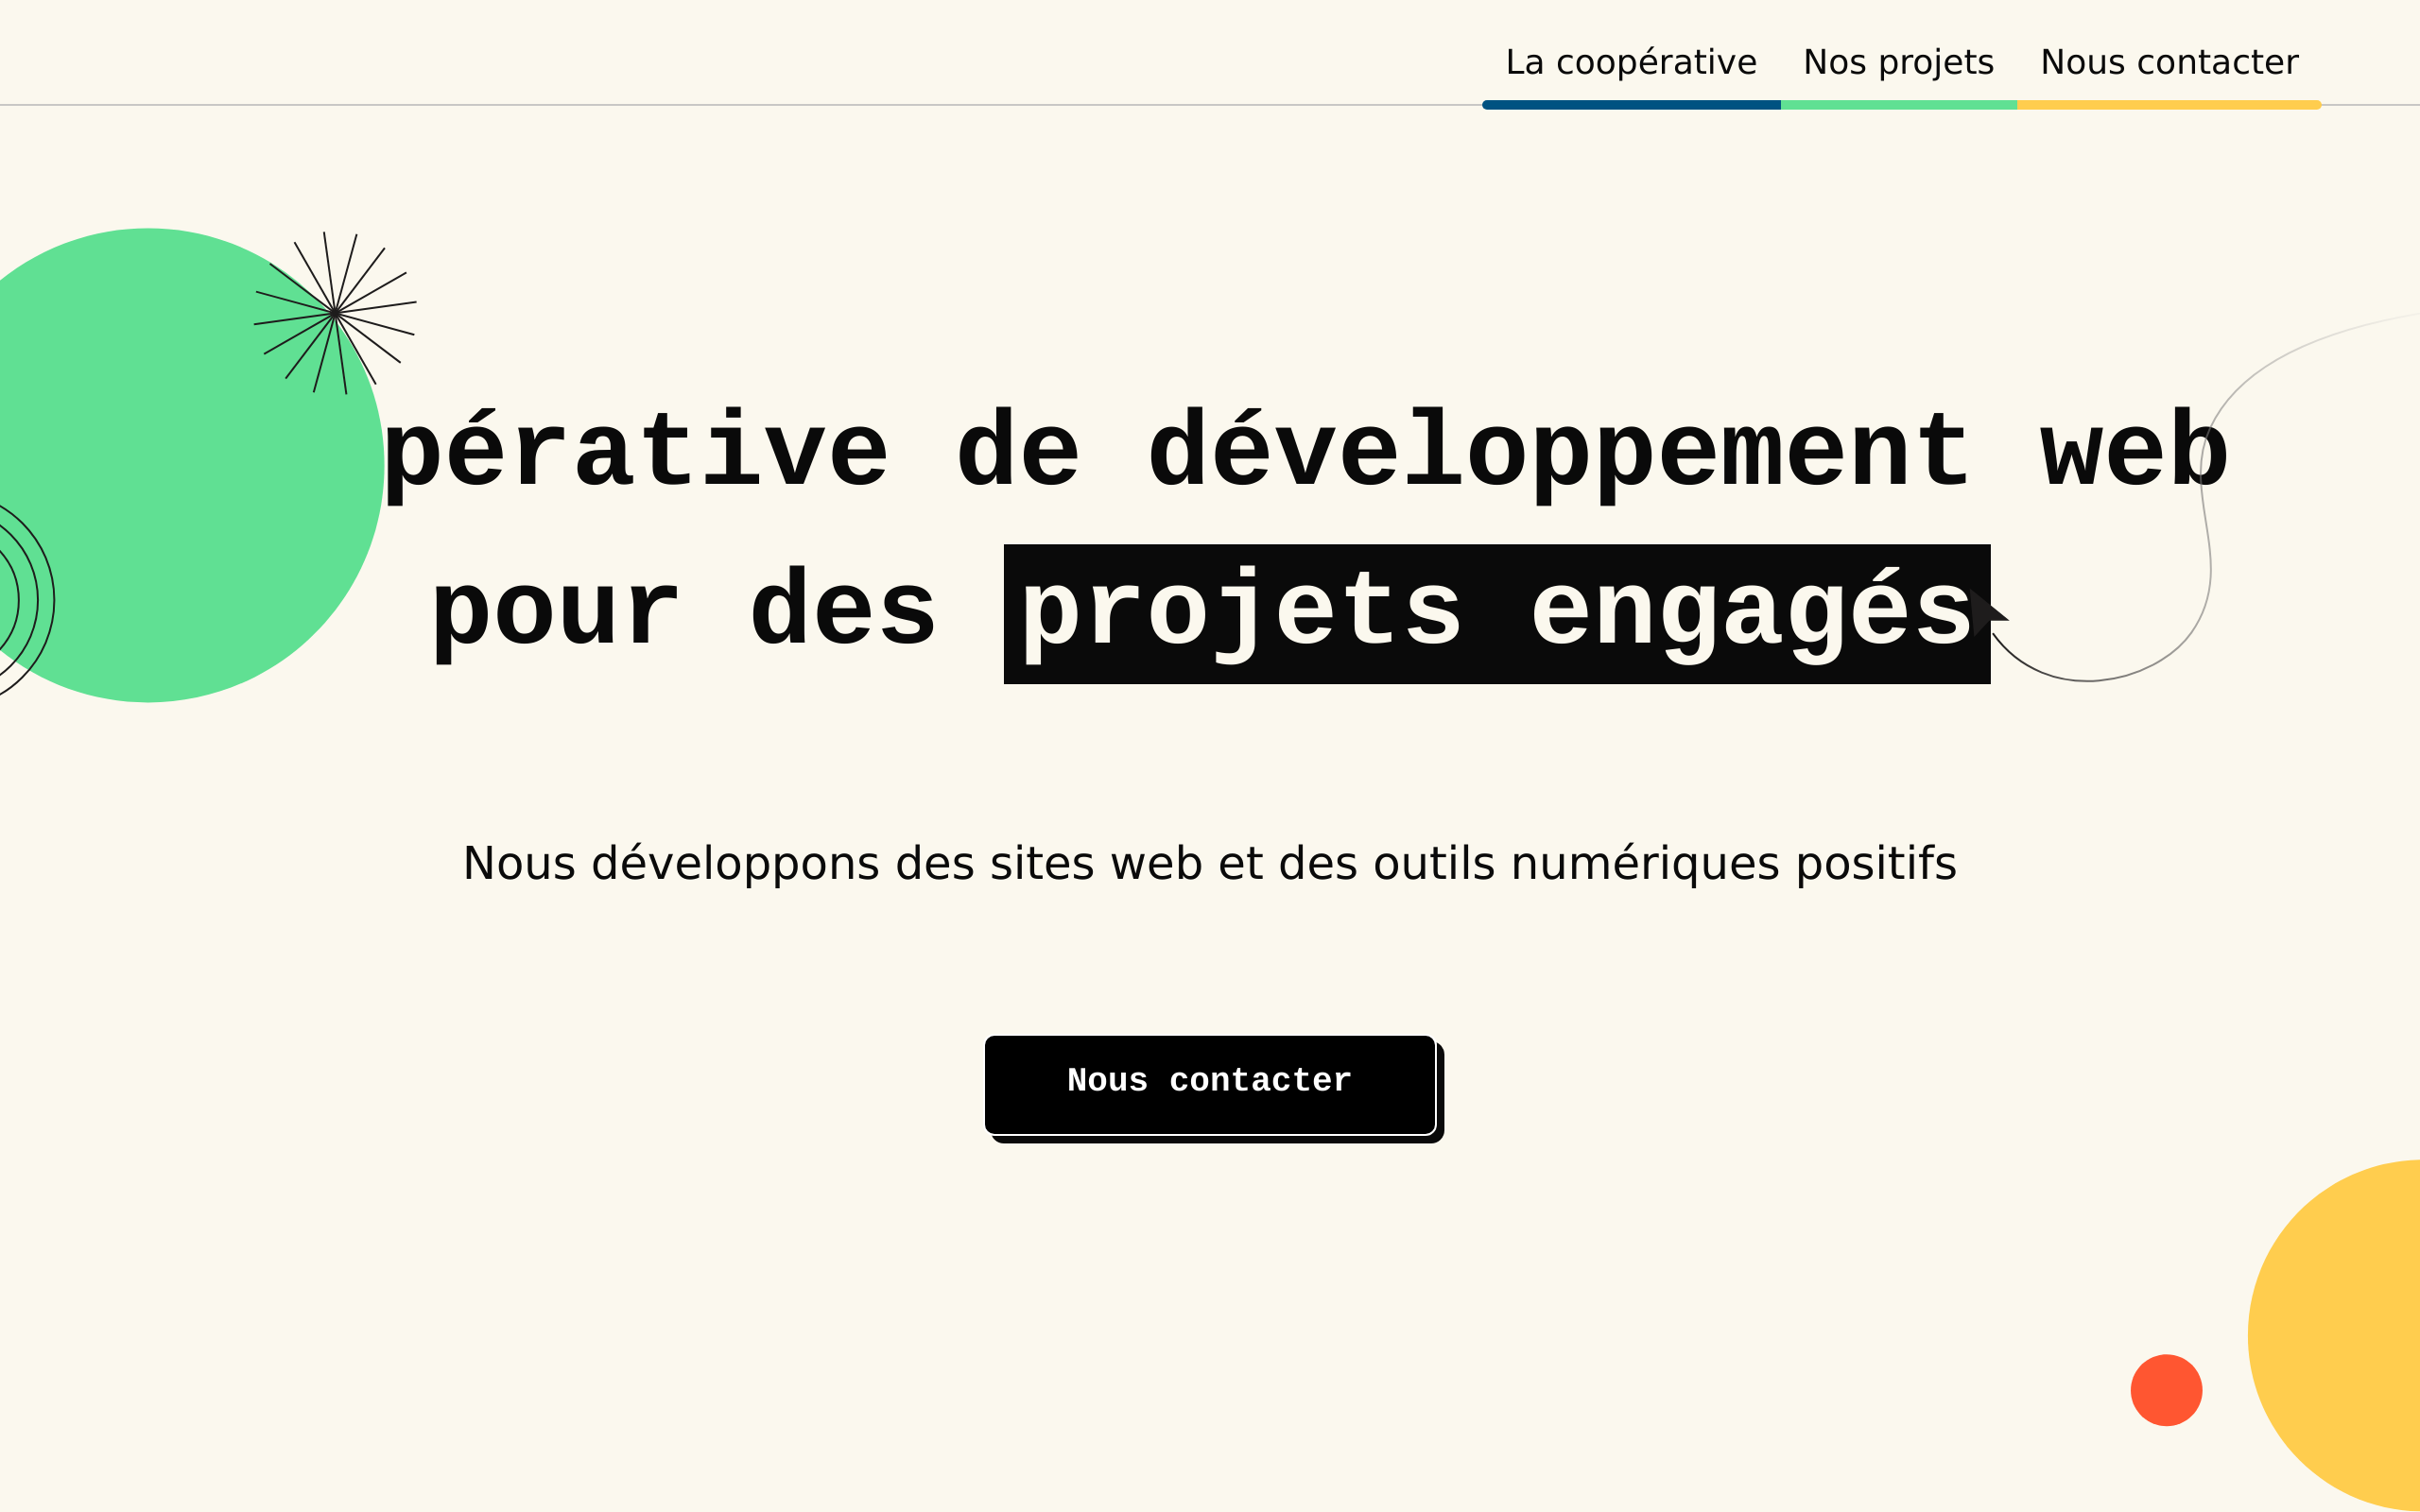 La coopérative Nos projets Nous contacter
pérative de développement web
pour des projets engagés
Nous développons des sites web et des outils numériques positifs
Nous contacter